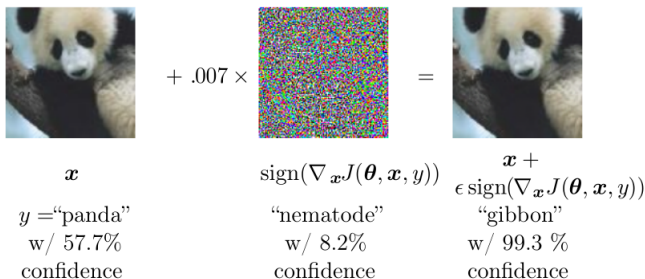 + .007 ×
=
x
sign(∇ₓJ(θ, x, y))
x +
ϵ sign(∇ₓJ(θ, x, y))
y =“panda”
“nematode”
“gibbon”
w/ 57.7%
w/ 8.2%
w/ 99.3 %
confidence
confidence
confidence